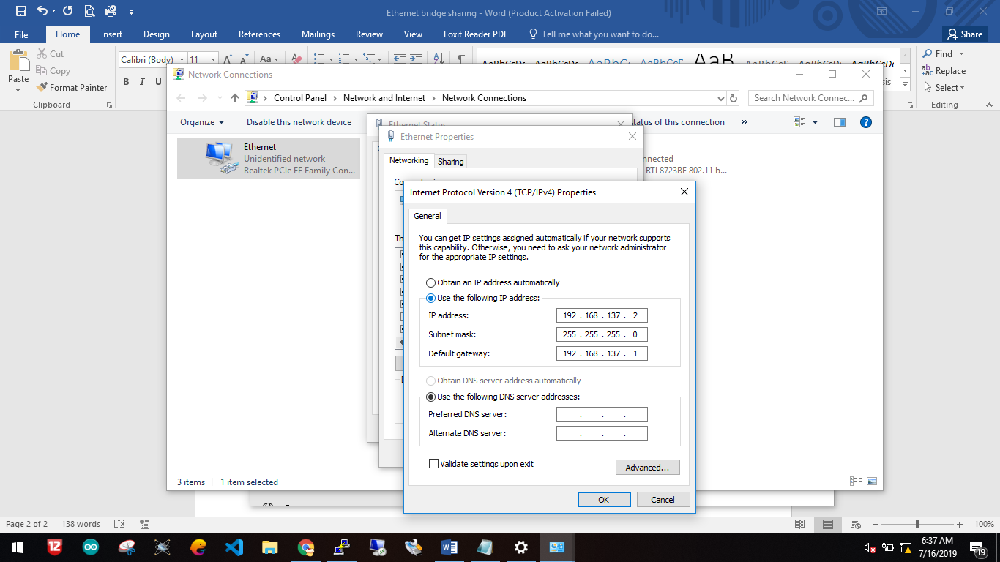 Ethernet bridge sharing - Word (Product Activation Failed)
File Home Insert Design Layout References Mailings Review View Foxit Reader PDF Tell me what you want to do... Share
Paste
Cut
Copy
Format Painter
Clipboard
Calibri (Body) 11
B I U
Find
Replace
Select
Editing
Network Connections
Control Panel > Network and Internet > Network Connections
Search Network Connec...
Organize Disable this network device
status of this connection »
Ethernet
Unidentified network
Realtek PCIe FE Family Con...
RTL8723BE 802.11 b...
Ethernet Status
Ethernet Properties
Networking Sharing
Internet Protocol Version 4 (TCP/IPv4) Properties
General
You can get IP settings assigned automatically if your network supports
this capability. Otherwise, you need to ask your network administrator
for the appropriate IP settings.
Obtain an IP address automatically
Use the following IP address:
IP address: 192 . 168 . 137 . 2
Subnet mask: 255 . 255 . 255 . 0
Default gateway: 192 . 168 . 137 . 1
Obtain DNS server address automatically
Use the following DNS server addresses:
Preferred DNS server: . . .
Alternate DNS server: . . .
Validate settings upon exit
Advanced...
OK Cancel
3 items 1 item selected
Page 2 of 2 138 words 100%
12
6:37 AM
7/16/2019
19